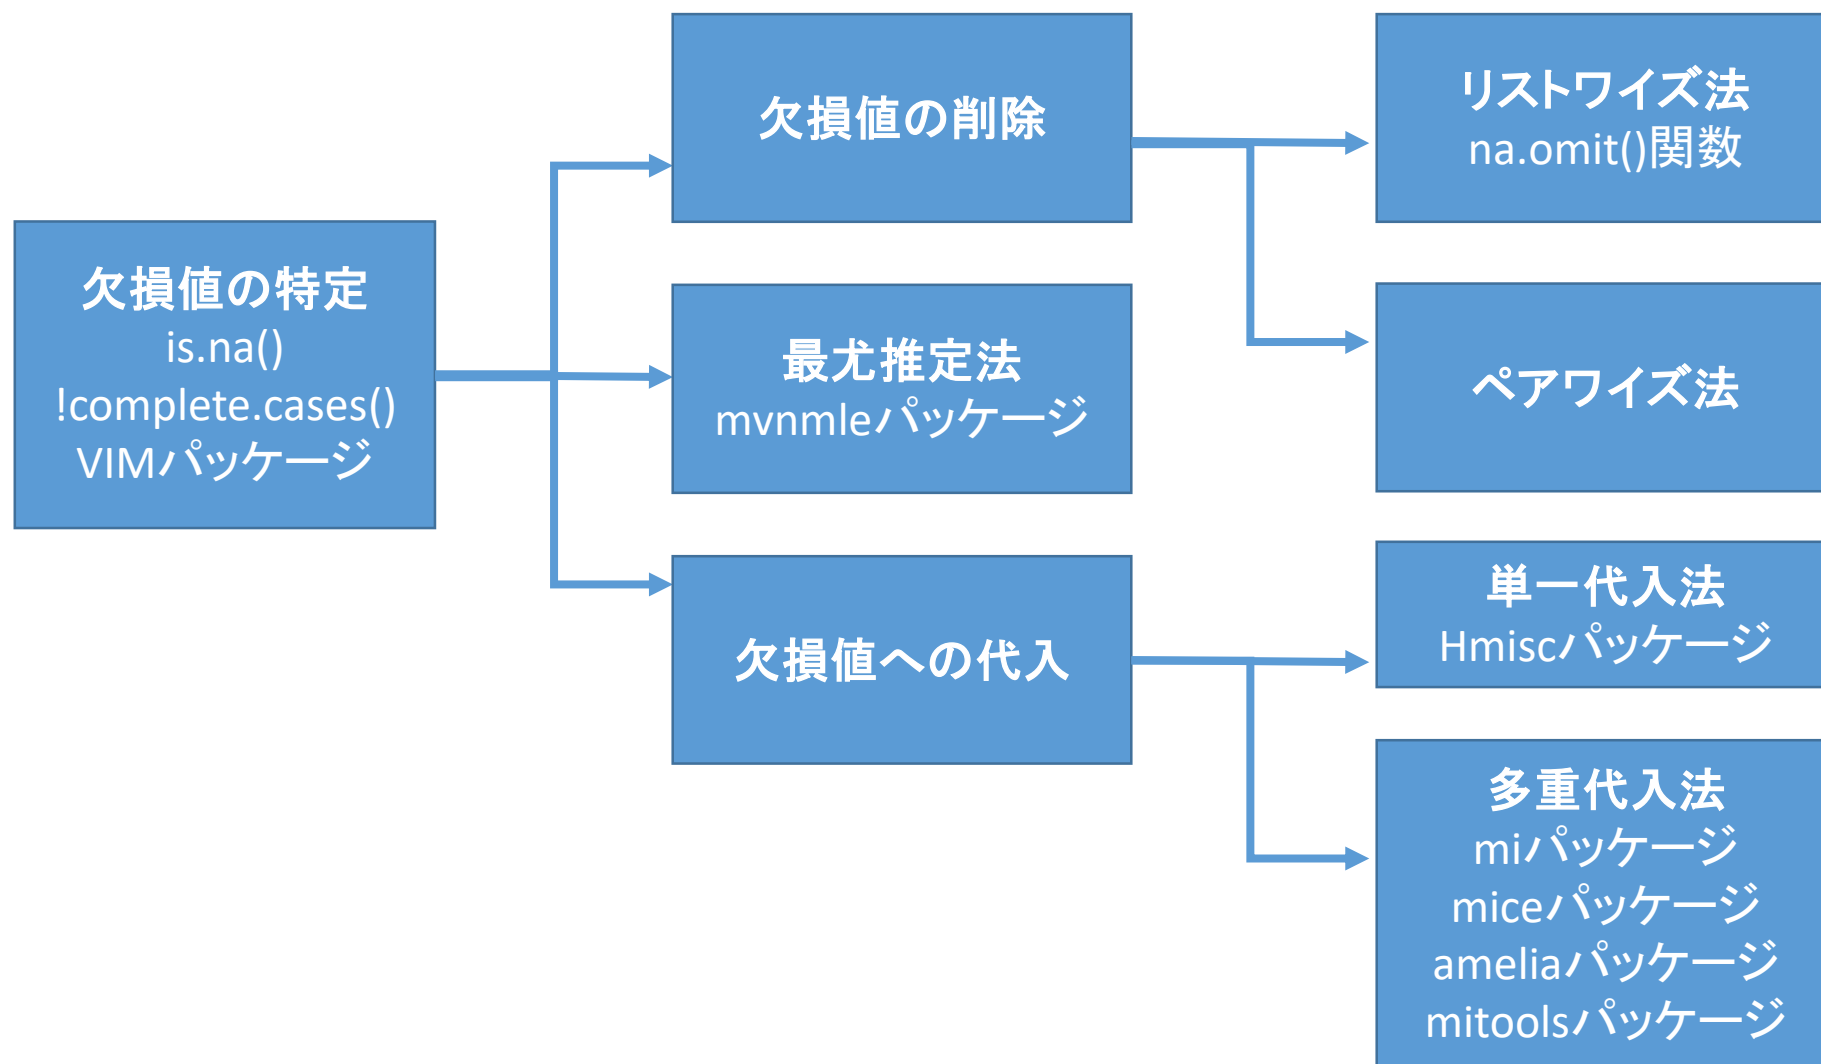 欠損値の特定
is.na()
!complete.cases()
VIMパッケージ
欠損値の削除
最尤推定法
mvnmleパッケージ
欠損値への代入
リストワイズ法
na.omit()関数
ペアワイズ法
単一代入法
Hmiscパッケージ
多重代入法
miパッケージ
miceパッケージ
ameliaパッケージ
mitoolsパッケージ